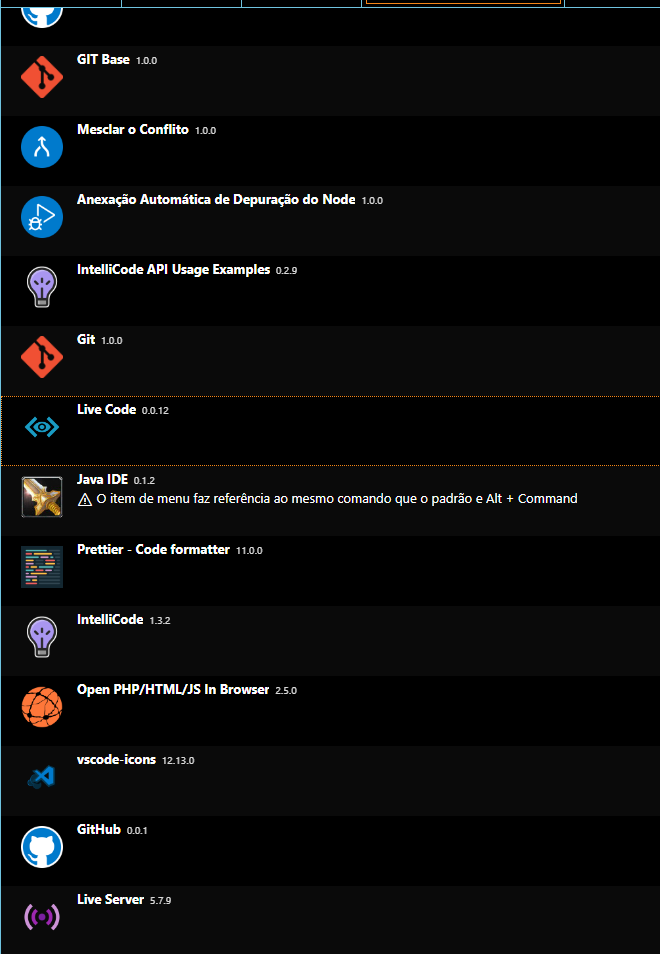 GIT Base 1.0.0
Mesclar o Conflito 1.0.0
Anexação Automática de Depuração do Node 1.0.0
IntelliCode API Usage Examples 0.2.9
Git 1.0.0
Live Code 0.0.12
Java IDE 0.1.2
O item de menu faz referência ao mesmo comando que o padrão e Alt + Command
Prettier - Code formatter 11.0.0
IntelliCode 1.3.2
Open PHP/HTML/JS In Browser 2.5.0
vscode-icons 12.13.0
GitHub 0.0.1
Live Server 5.7.9